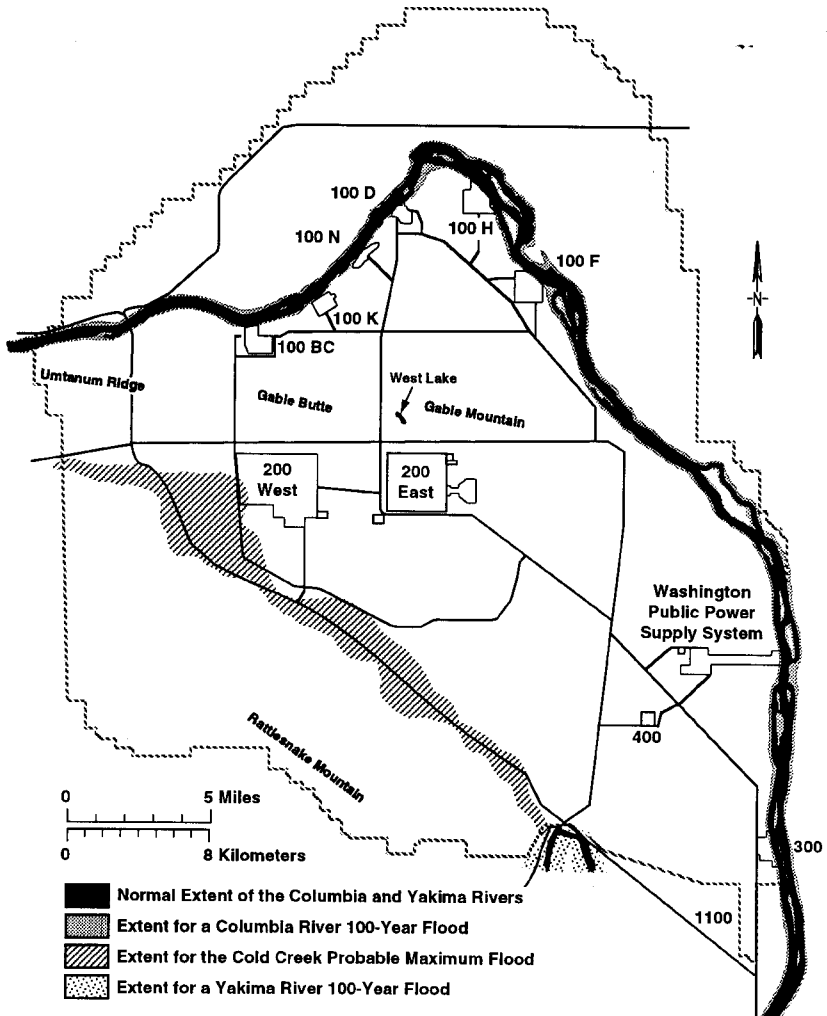 100 D
100 N
100 H
100 F
N
100 K
100 BC
Umtanum Ridge
Gable Butte
West Lake
Gable Mountain
200
West
200
East
Washington
Public Power
Supply System
Rattlesnake Mountain
400
0 5 Miles
0 8 Kilometers
300
1100
Normal Extent of the Columbia and Yakima Rivers
Extent for a Columbia River 100-Year Flood
Extent for the Cold Creek Probable Maximum Flood
Extent for a Yakima River 100-Year Flood